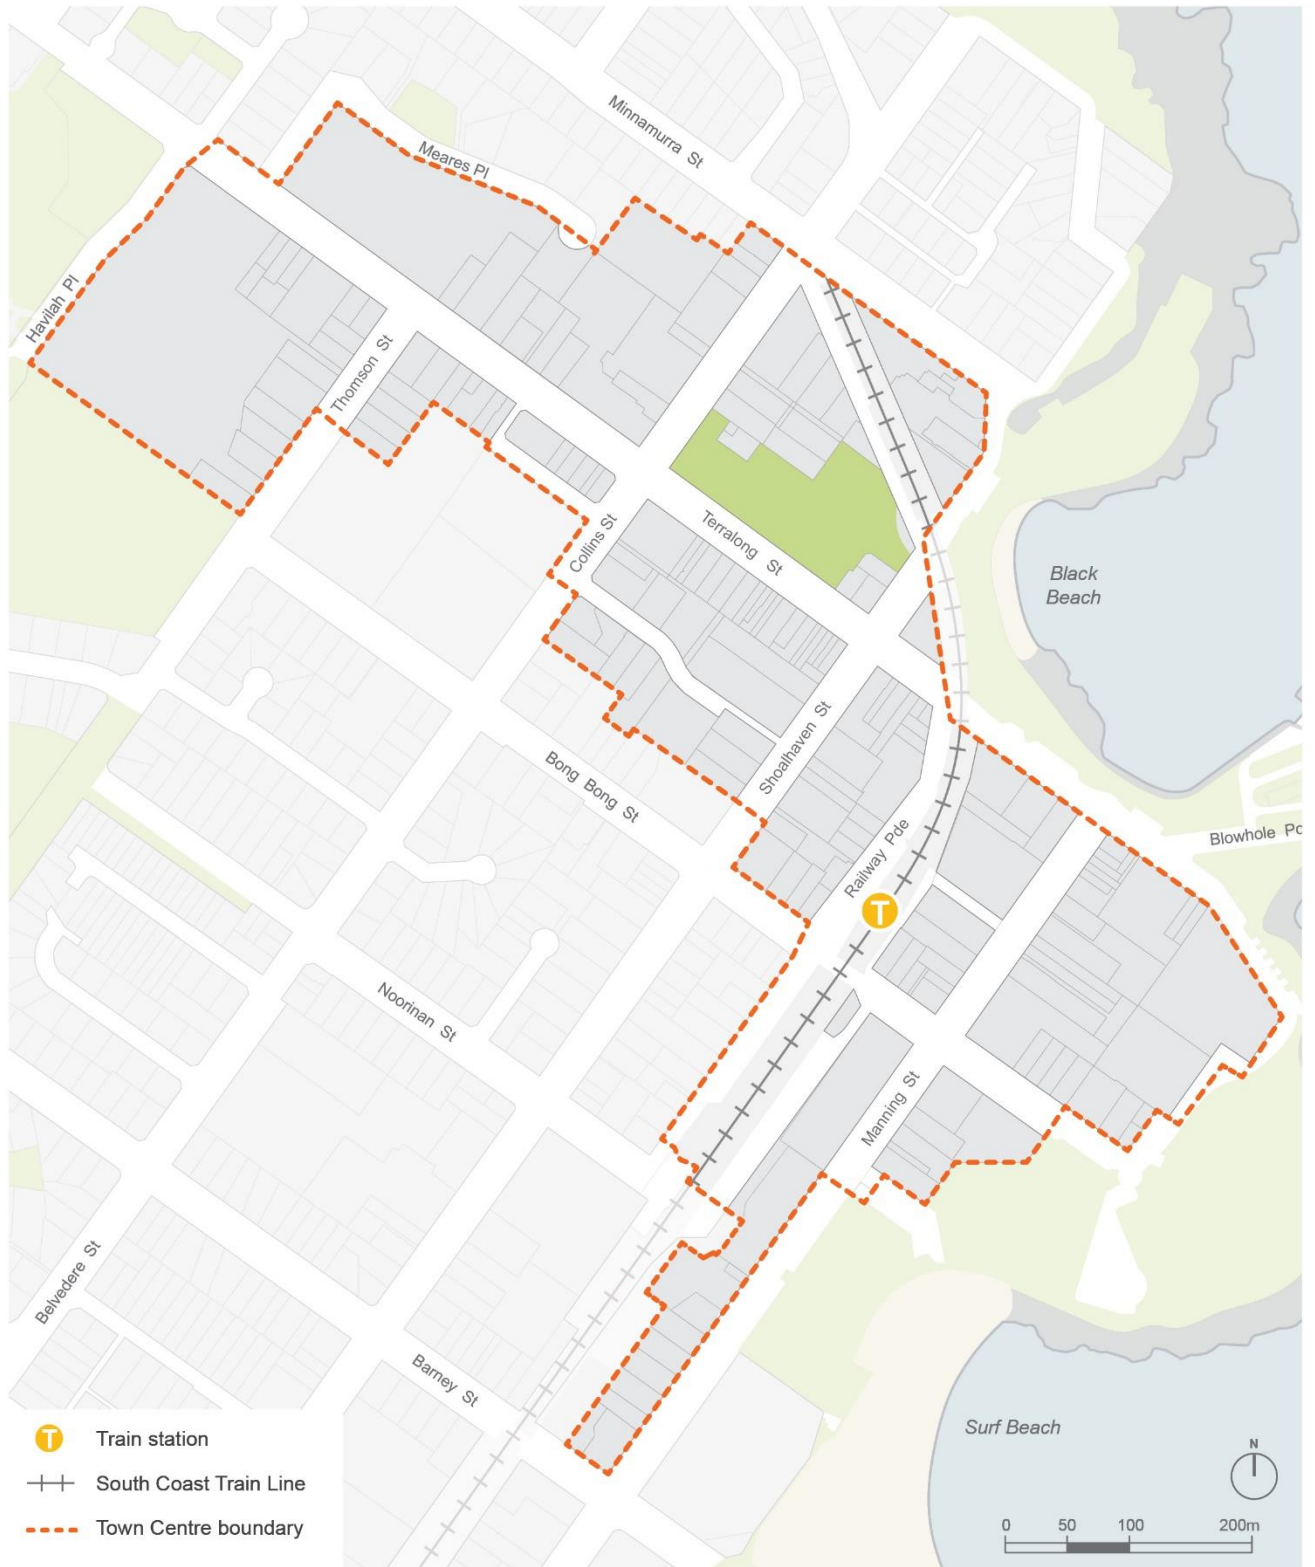 Minnamurra St
Meares Pl
Havilah Pl
Thomson St
Collins St
Terralong St
Black
Beach
Shoalhaven St
Bong Bong St
Railway Pde
Blowhole Po
T
Noorinan St
Manning St
Belvedere St
Barney St
Surf Beach
T Train station
South Coast Train Line
Town Centre boundary
N
0 50 100 200m